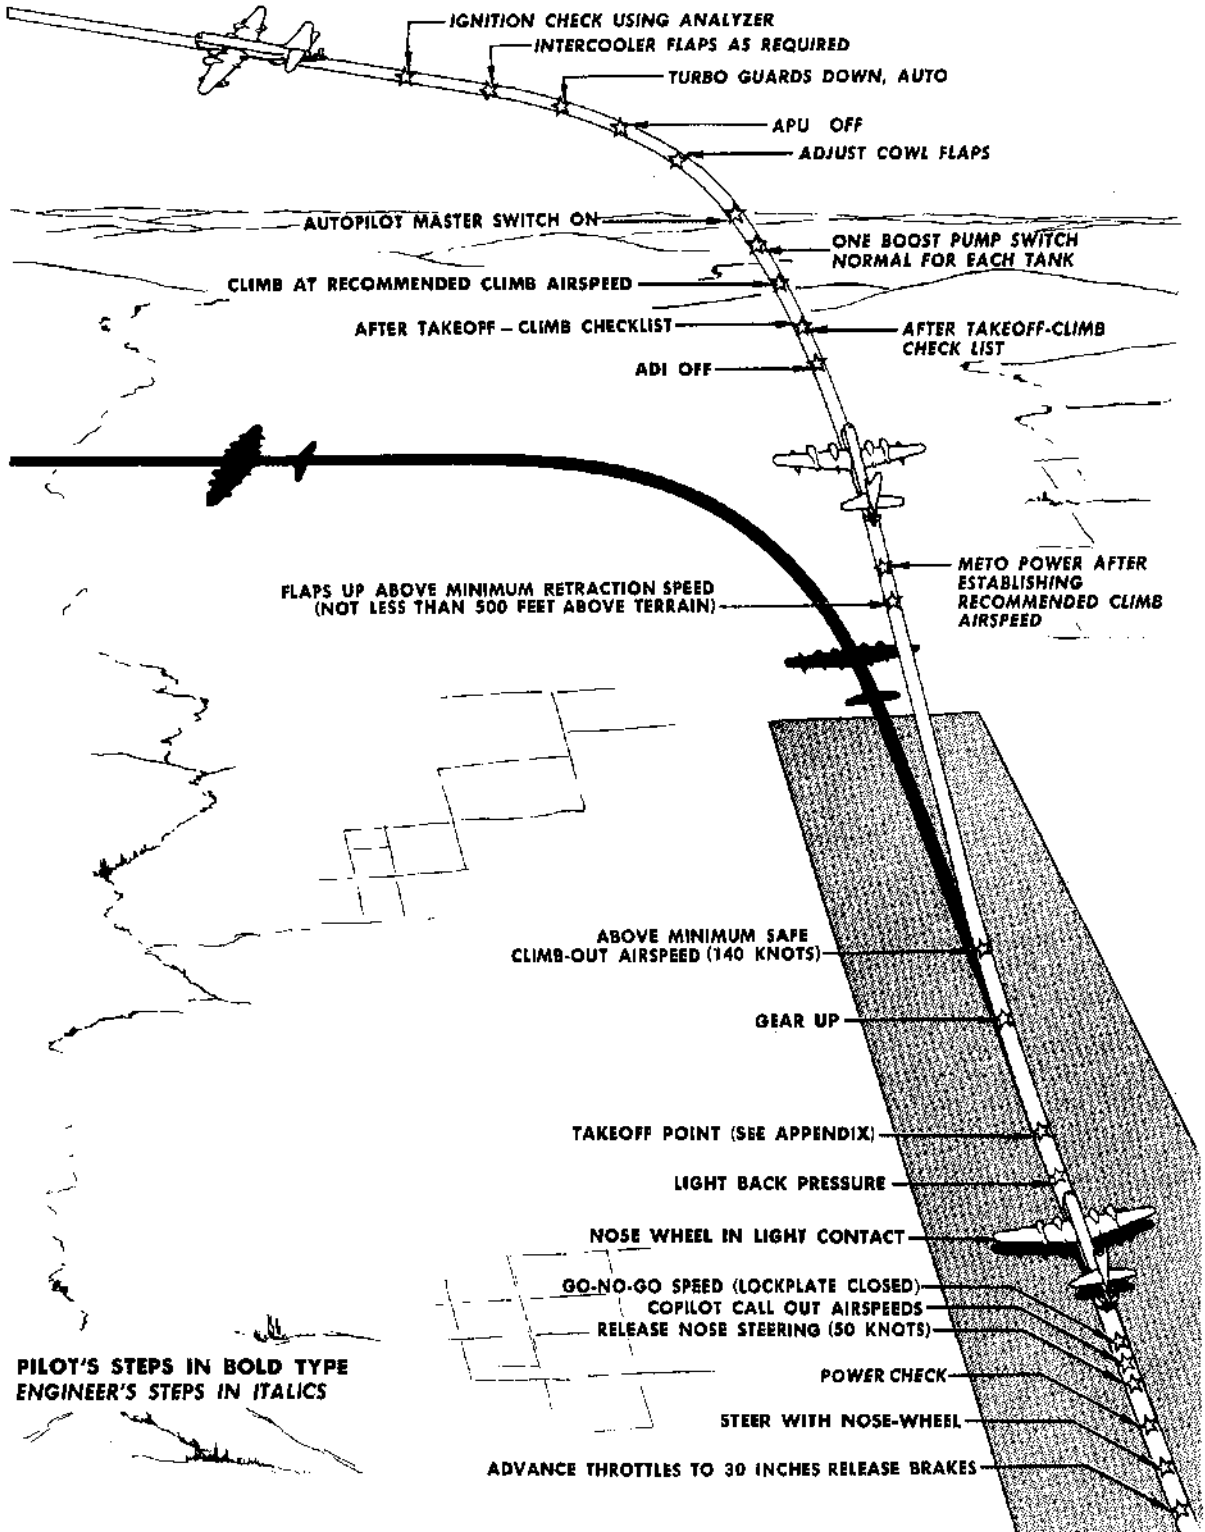 IGNITION CHECK USING ANALYZER
INTERCOOLER FLAPS AS REQUIRED
TURBO GUARDS DOWN, AUTO
APU OFF
ADJUST COWL FLAPS
AUTOPILOT MASTER SWITCH ON
ONE BOOST PUMP SWITCH
NORMAL FOR EACH TANK
CLIMB AT RECOMMENDED CLIMB AIRSPEED
AFTER TAKEOFF – CLIMB CHECKLIST
AFTER TAKEOFF-CLIMB
CHECK LIST
ADI OFF
METO POWER AFTER
ESTABLISHING
RECOMMENDED CLIMB
AIRSPEED
FLAPS UP ABOVE MINIMUM RETRACTION SPEED
(NOT LESS THAN 500 FEET ABOVE TERRAIN)
ABOVE MINIMUM SAFE
CLIMB-OUT AIRSPEED (140 KNOTS)
GEAR UP
TAKEOFF POINT (SEE APPENDIX)
LIGHT BACK PRESSURE
NOSE WHEEL IN LIGHT CONTACT
GO-NO-GO SPEED (LOCKPLATE CLOSED)
COPILOT CALL OUT AIRSPEEDS
RELEASE NOSE STEERING (50 KNOTS)
PILOT'S STEPS IN BOLD TYPE
ENGINEER'S STEPS IN ITALICS
POWER CHECK
STEER WITH NOSE-WHEEL
ADVANCE THROTTLES TO 30 INCHES RELEASE BRAKES